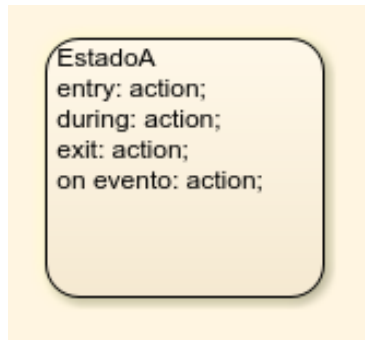 EstadoA
entry: action;
during: action;
exit: action;
on evento: action;